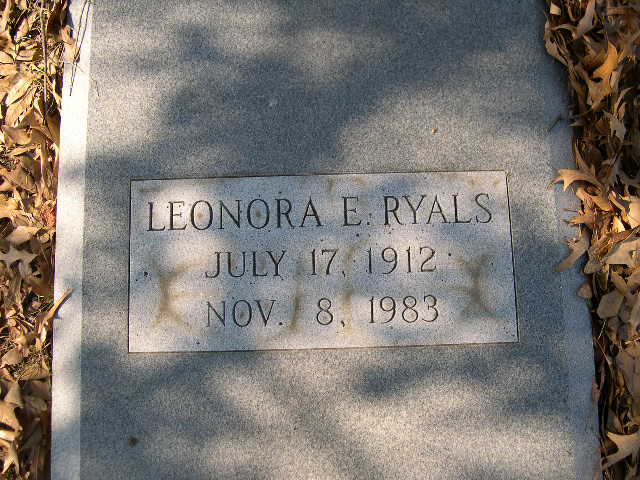 LEONORA E. RYALS
JULY 17, 1912
NOV. 8, 1983